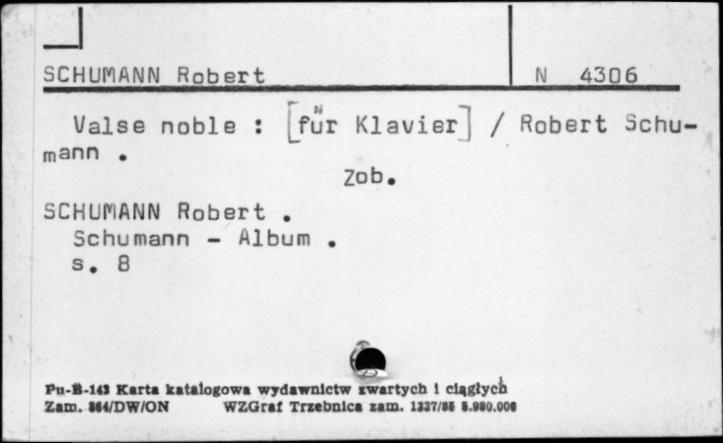 SCHUMANN Robert N 4306
Valse noble : [für Klavier] / Robert Schu-
mann .
Zob.
SCHUMANN Robert .
Schumann - Album .
s. 8
Pu-B-143 Karta katalogowa wydawnictw zwartych i ciągłych
Zam. 864/DW/ON WZGraf Trzebnica zam. 1337/86 5.980.000